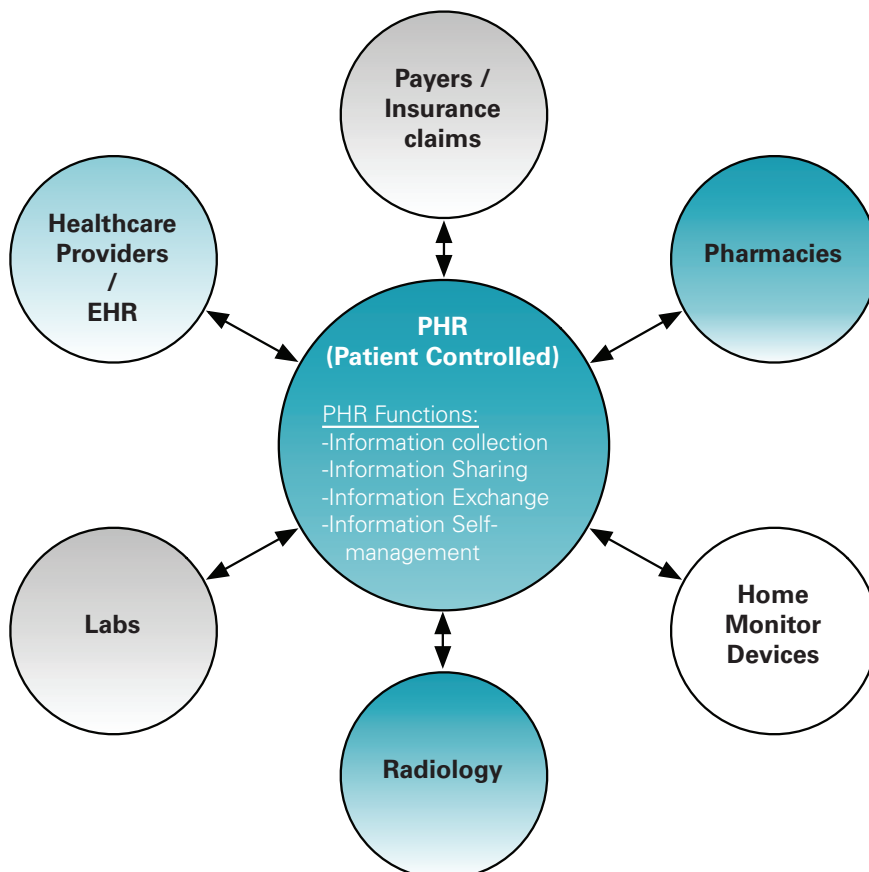 Payers /
Insurance
claims
Healthcare
Providers
/
EHR
Pharmacies
PHR
(Patient Controlled)
PHR Functions:
-Information collection
-Information Sharing
-Information Exchange
-Information Self-
management
Labs
Home
Monitor
Devices
Radiology